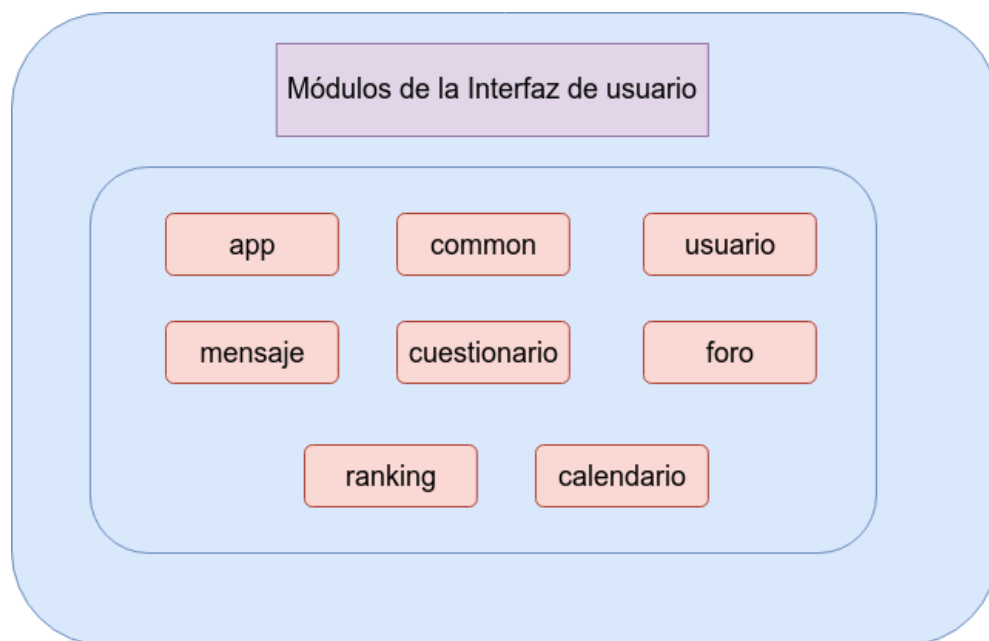 Módulos de la Interfaz de usuario
app
common
usuario
mensaje
cuestionario
foro
ranking
calendario